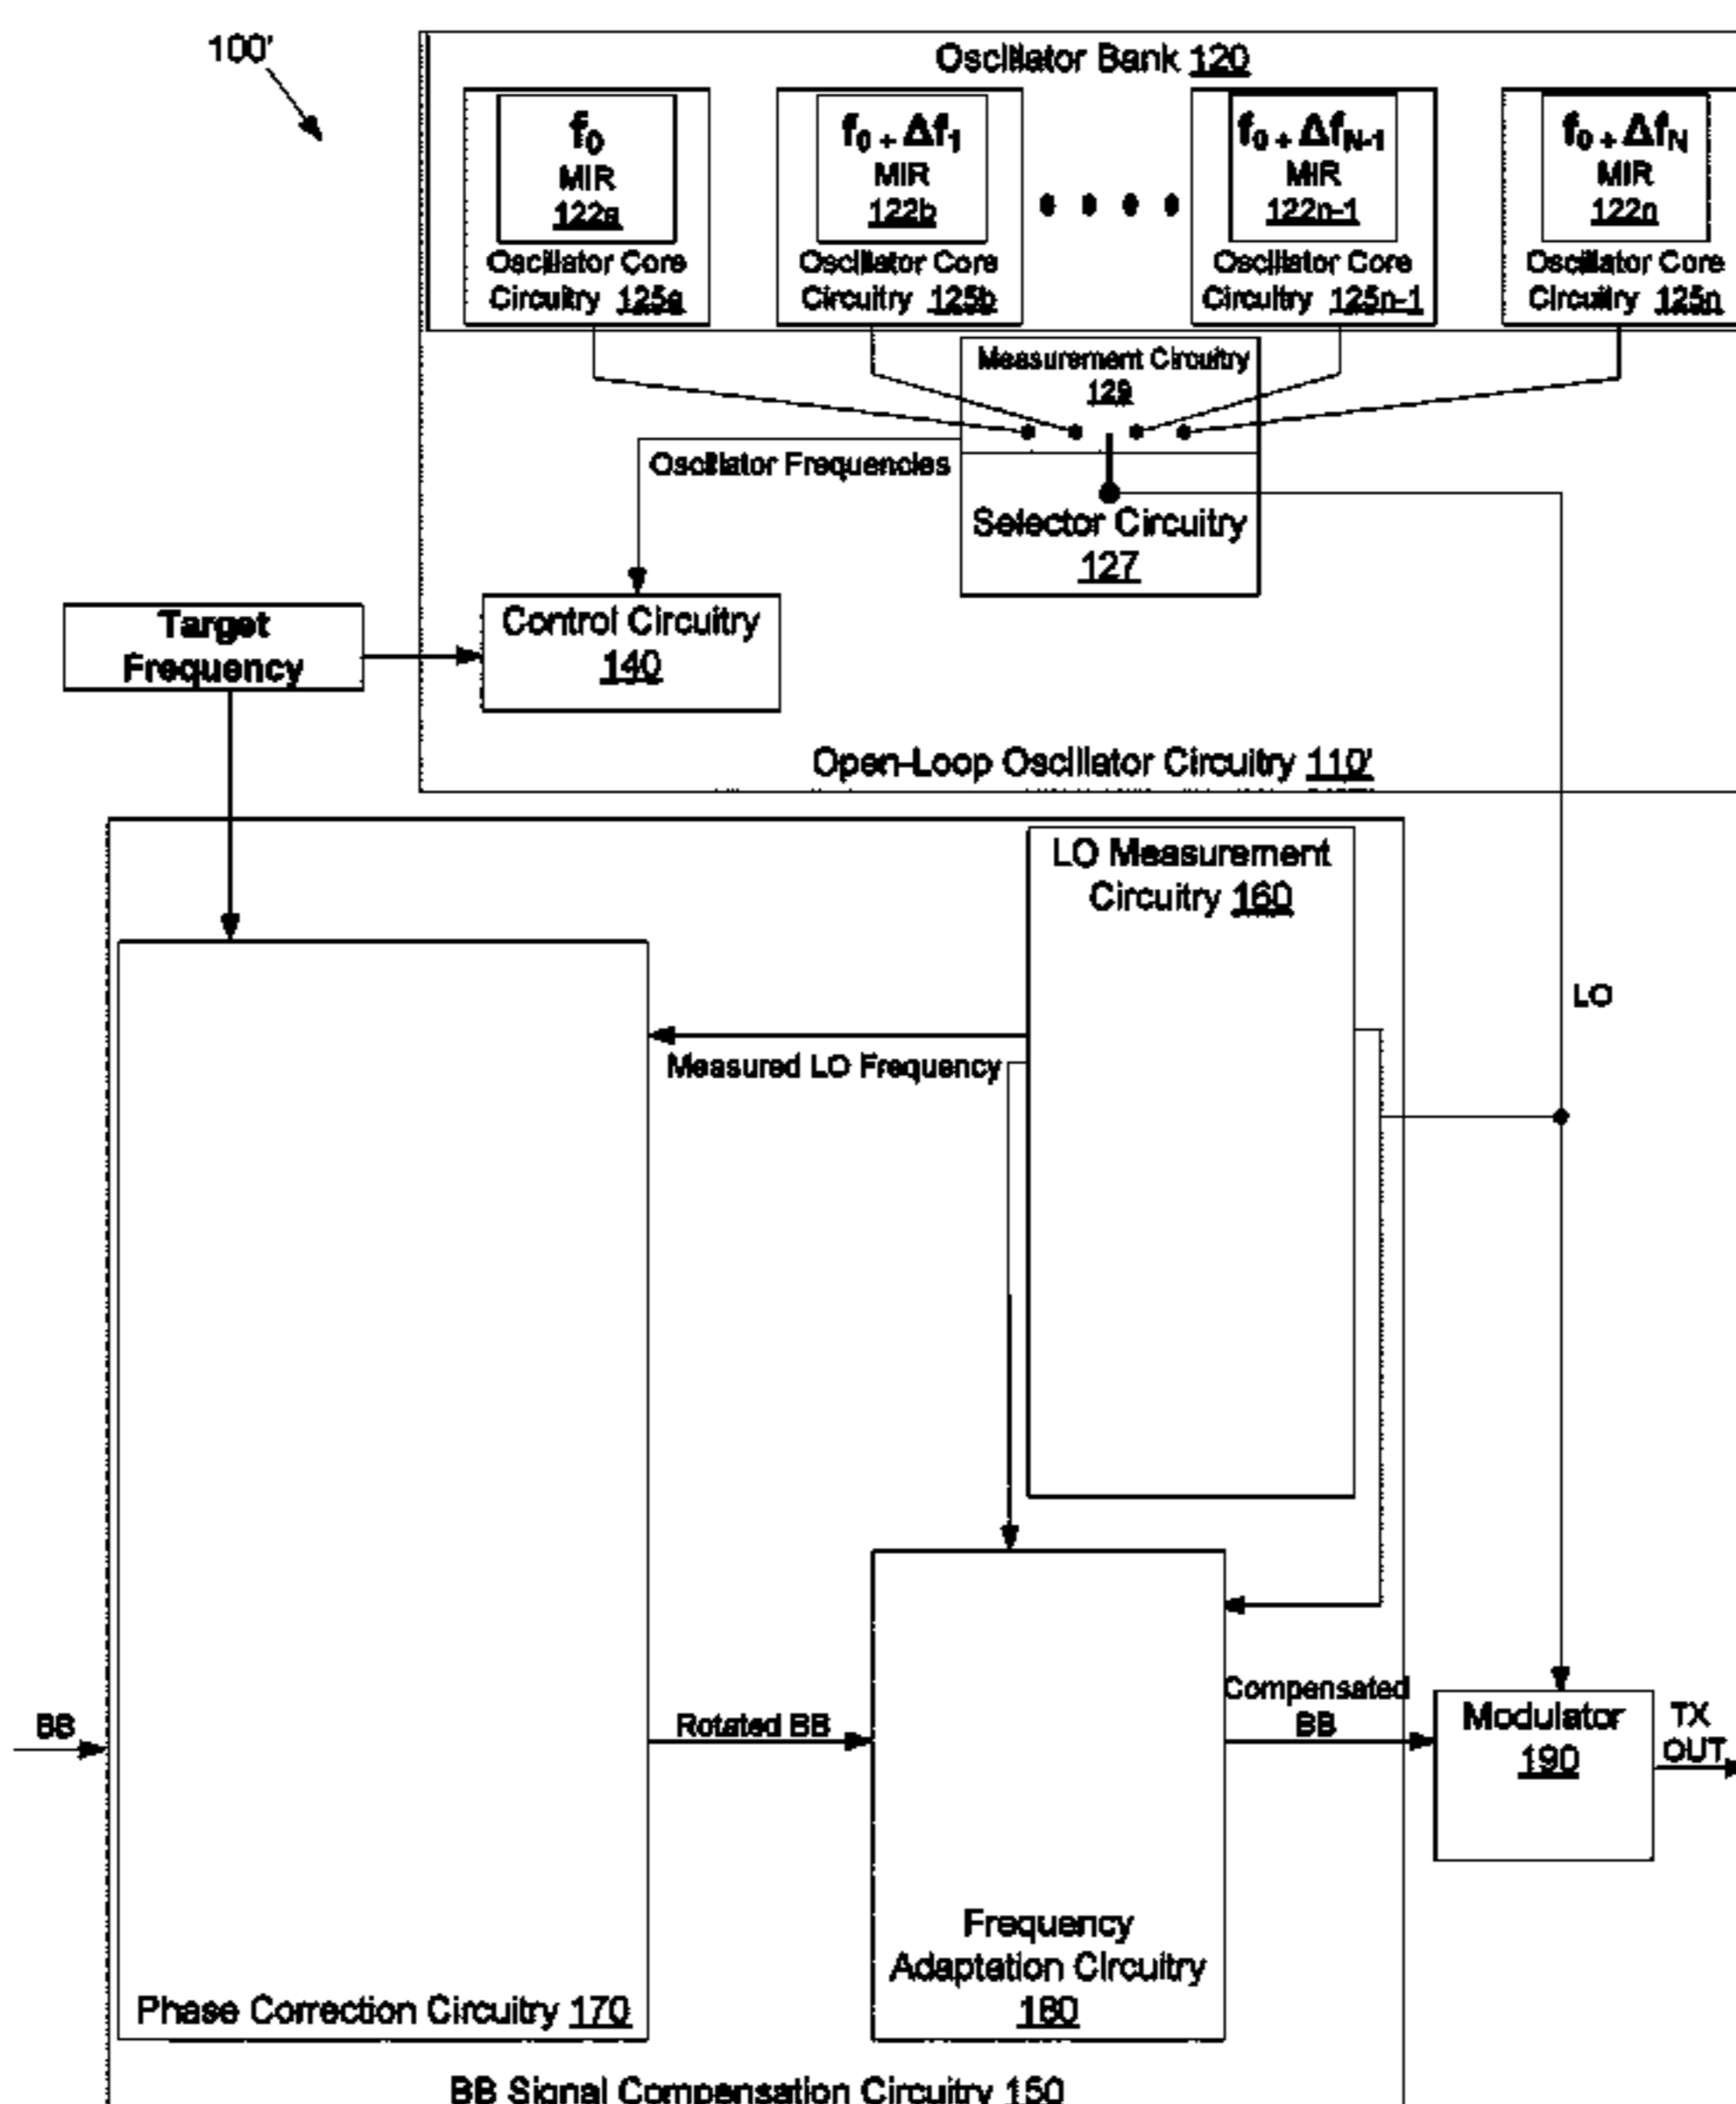 100'
Oscillator Bank 120
f0
MIR
122a
Oscillator Core
Circuitry 125a
f0 + Δf1
MIR
122b
Oscillator Core
Circuitry 125b
f0 + ΔfN-1
MIR
122n-1
Oscillator Core
Circuitry 125n-1
f0 + ΔfN
MIR
122n
Oscillator Core
Circuitry 125n
Measurement Circuitry
129
Oscillator Frequencies
Selector Circuitry
127
Target
Frequency
Control Circuitry
140
Open-Loop Oscillator Circuitry 110'
LO Measurement
Circuitry 160
LO
Measured LO Frequency
BB
Rotated BB
Compensated
BB
Modulator
190
TX
OUT
Frequency
Adaptation Circuitry
180
Phase Correction Circuitry 170
BB Signal Compensation Circuitry 150